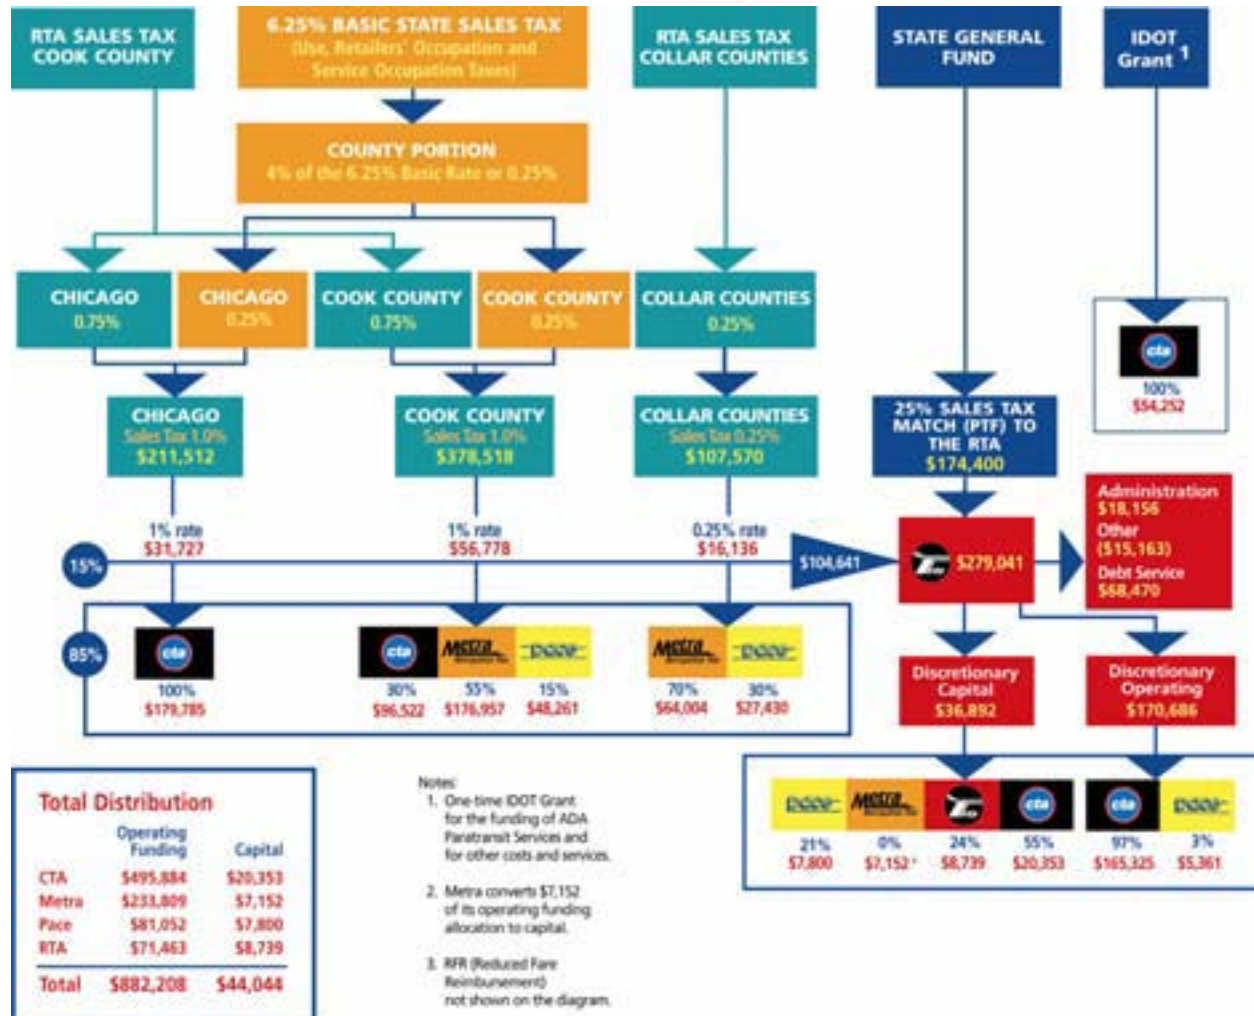 RTA SALES TAX
COOK COUNTY
6.25% BASIC STATE SALES TAX
(Use, Retailers' Occupation and
Service Occupation Taxes)
RTA SALES TAX
COLLAR COUNTIES
STATE GENERAL
FUND
IDOT
Grant 1
COUNTY PORTION
4% of the 6.25% Basic Rate or 0.25%
CHICAGO
0.75%
CHICAGO
0.25%
COOK COUNTY
0.75%
COOK COUNTY
0.25%
COLLAR COUNTIES
0.25%
cta
100%
$54,252
CHICAGO
Sales Tax 1.0%
$211,512
COOK COUNTY
Sales Tax 1.0%
$378,518
COLLAR COUNTIES
Sales Tax 0.25%
$107,570
25% SALES TAX
MATCH (PTF) TO
THE RTA
$174,400
1% rate
$31,727
1% rate
$56,778
0.25% rate
$16,136
15%
$104,641
$279,041
Administration
$18,156
Other
($15,163)
Debt Service
$68,470
85%
cta
100%
$179,785
cta
30%
$96,522
Metra
55%
$176,957
pace
15%
$48,261
Metra
70%
$64,004
pace
30%
$27,430
Discretionary
Capital
$36,892
Discretionary
Operating
$170,686
pace
21%
$7,800
Metra
0%
$7,152
24%
$8,739
cta
55%
$20,353
cta
97%
$165,325
pace
3%
$5,361
Total Distribution
Operating
Funding Capital
CTA $495,884 $20,353
Metra $233,809 $7,152
Pace $81,052 $7,800
RTA $71,463 $8,739
Total $882,208 $44,044
Notes:
1. One-time IDOT Grant
for the funding of ADA
Paratransit Services and
for other costs and services.
2. Metra converts $7,152
of its operating funding
allocation to capital.
3. RFR (Reduced Fare
Reimbursement)
not shown on the diagram.